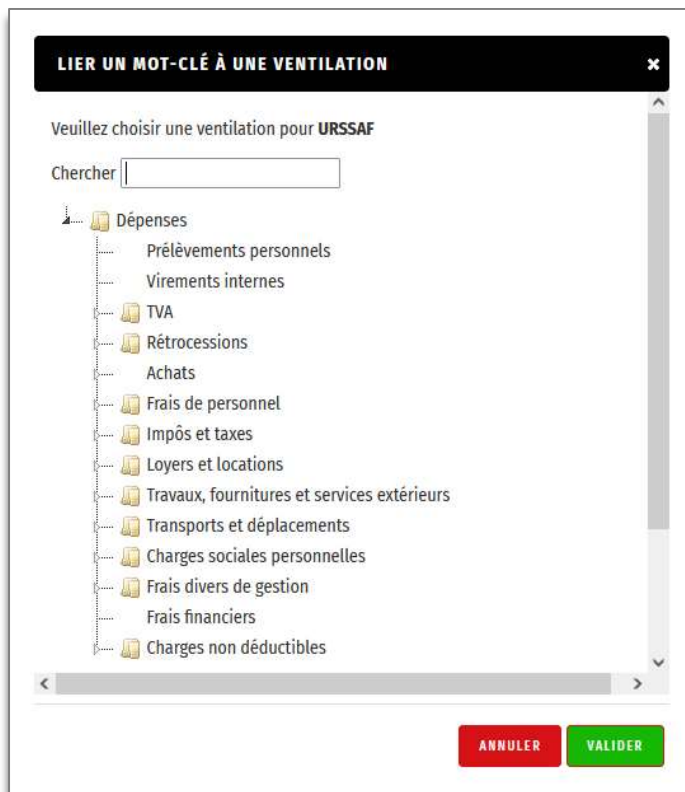 LIER UN MOT-CLÉ À UNE VENTILATION
Veuillez choisir une ventilation pour URSSAF
Chercher
Dépenses
Prélèvements personnels
Virements internes
TVA
Rétrocessions
Achats
Frais de personnel
Impôs et taxes
Loyers et locations
Travaux, fournitures et services extérieurs
Transports et déplacements
Charges sociales personnelles
Frais divers de gestion
Frais financiers
Charges non déductibles
ANNULER VALIDER